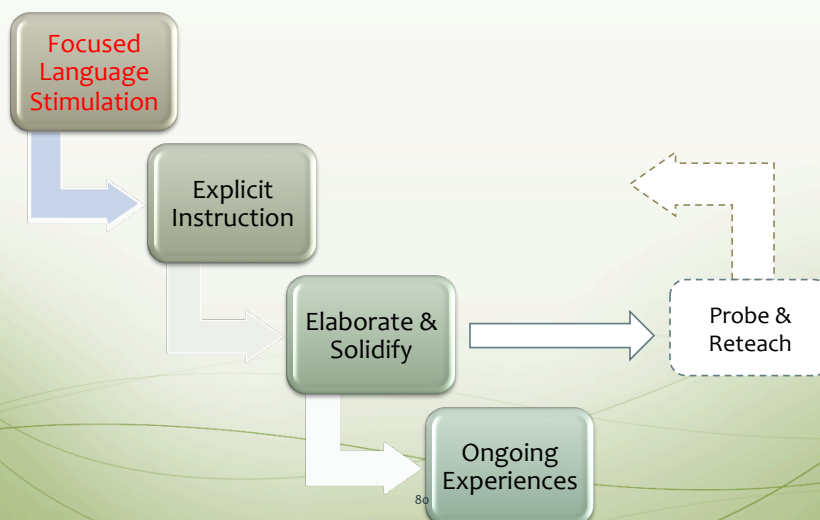 Focused
Language
Stimulation
Explicit
Instruction
Elaborate &
Solidify
Probe &
Reteach
Ongoing
Experiences
80